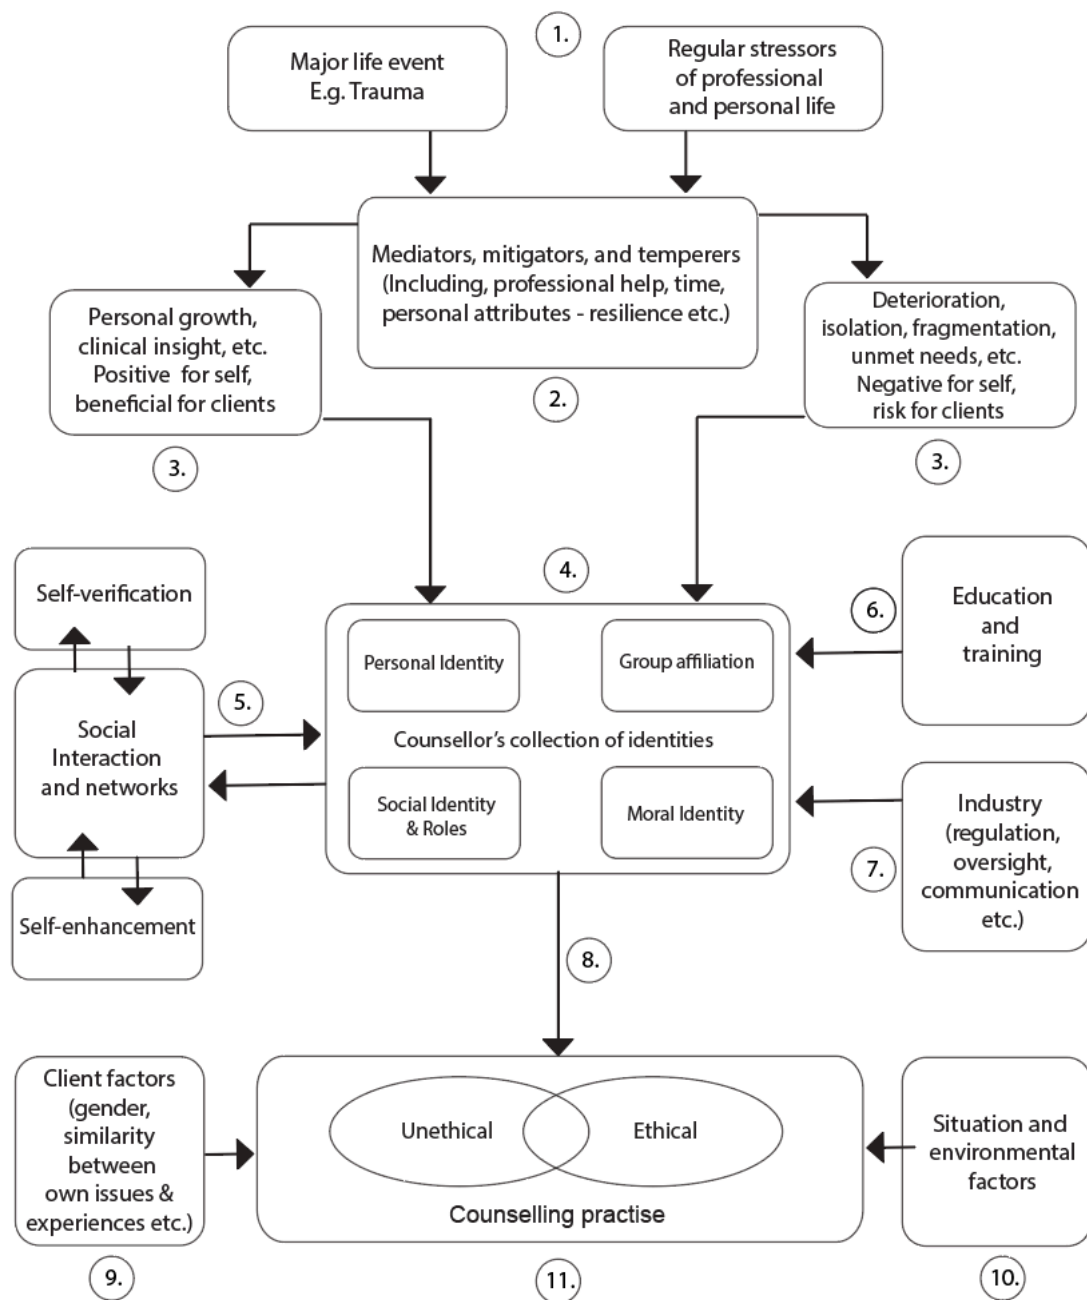 1.
Major life event
E.g. Trauma
Regular stressors
of professional
and personal life
Mediators, mitigators, and temperers
(Including, professional help, time,
personal attributes - resilience etc.)
2.
Personal growth,
clinical insight, etc.
Positive for self,
beneficial for clients
3.
Deterioration,
isolation, fragmentation,
unmet needs, etc.
Negative for self,
risk for clients
3.
4.
Personal Identity
Group affiliation
Counsellor's collection of identities
Social Identity
& Roles
Moral Identity
Self-verification
Social
Interaction
and networks
Self-enhancement
5.
6.
Education
and
training
7.
Industry
(regulation,
oversight,
communication
etc.)
8.
Client factors
(gender,
similarity
between
own issues &
experiences etc.)
9.
Unethical
Ethical
Counselling practise
11.
Situation and
environmental
factors
10.